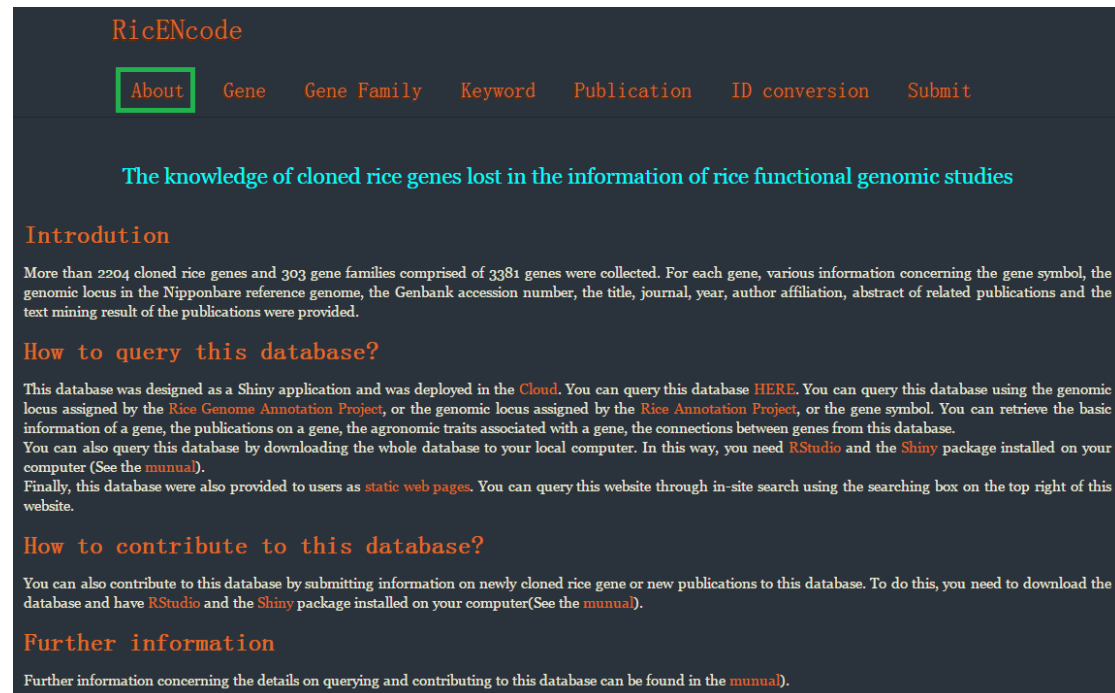 RicENcode
About Gene Gene Family Keyword Publication ID conversion Submit
The knowledge of cloned rice genes lost in the information of rice functional genomic studies
Introdution
More than 2204 cloned rice genes and 303 gene families comprised of 3381 genes were collected. For each gene, various information concerning the gene symbol, the
genomic locus in the Nipponbare reference genome, the Genbank accession number, the title, journal, year, author affiliation, abstract of related publications and the
text mining result of the publications were provided.
How to query this database?
This database was designed as a Shiny application and was deployed in the Cloud. You can query this database HERE. You can query this database using the genomic
locus assigned by the Rice Genome Annotation Project, or the genomic locus assigned by the Rice Annotation Project, or the gene symbol. You can retrieve the basic
information of a gene, the publications on a gene, the agronomic traits associated with a gene, the connections between genes from this database.
You can also query this database by downloading the whole database to your local computer. In this way, you need RStudio and the Shiny package installed on your
computer (See the munual).
Finally, this database were also provided to users as static web pages. You can query this website through in-site search using the searching box on the top right of this
website.
How to contribute to this database?
You can also contribute to this database by submitting information on newly cloned rice gene or new publications to this database. To do this, you need to download the
database and have RStudio and the Shiny package installed on your computer(See the munual).
Further information
Further information concerning the details on querying and contributing to this database can be found in the munual).